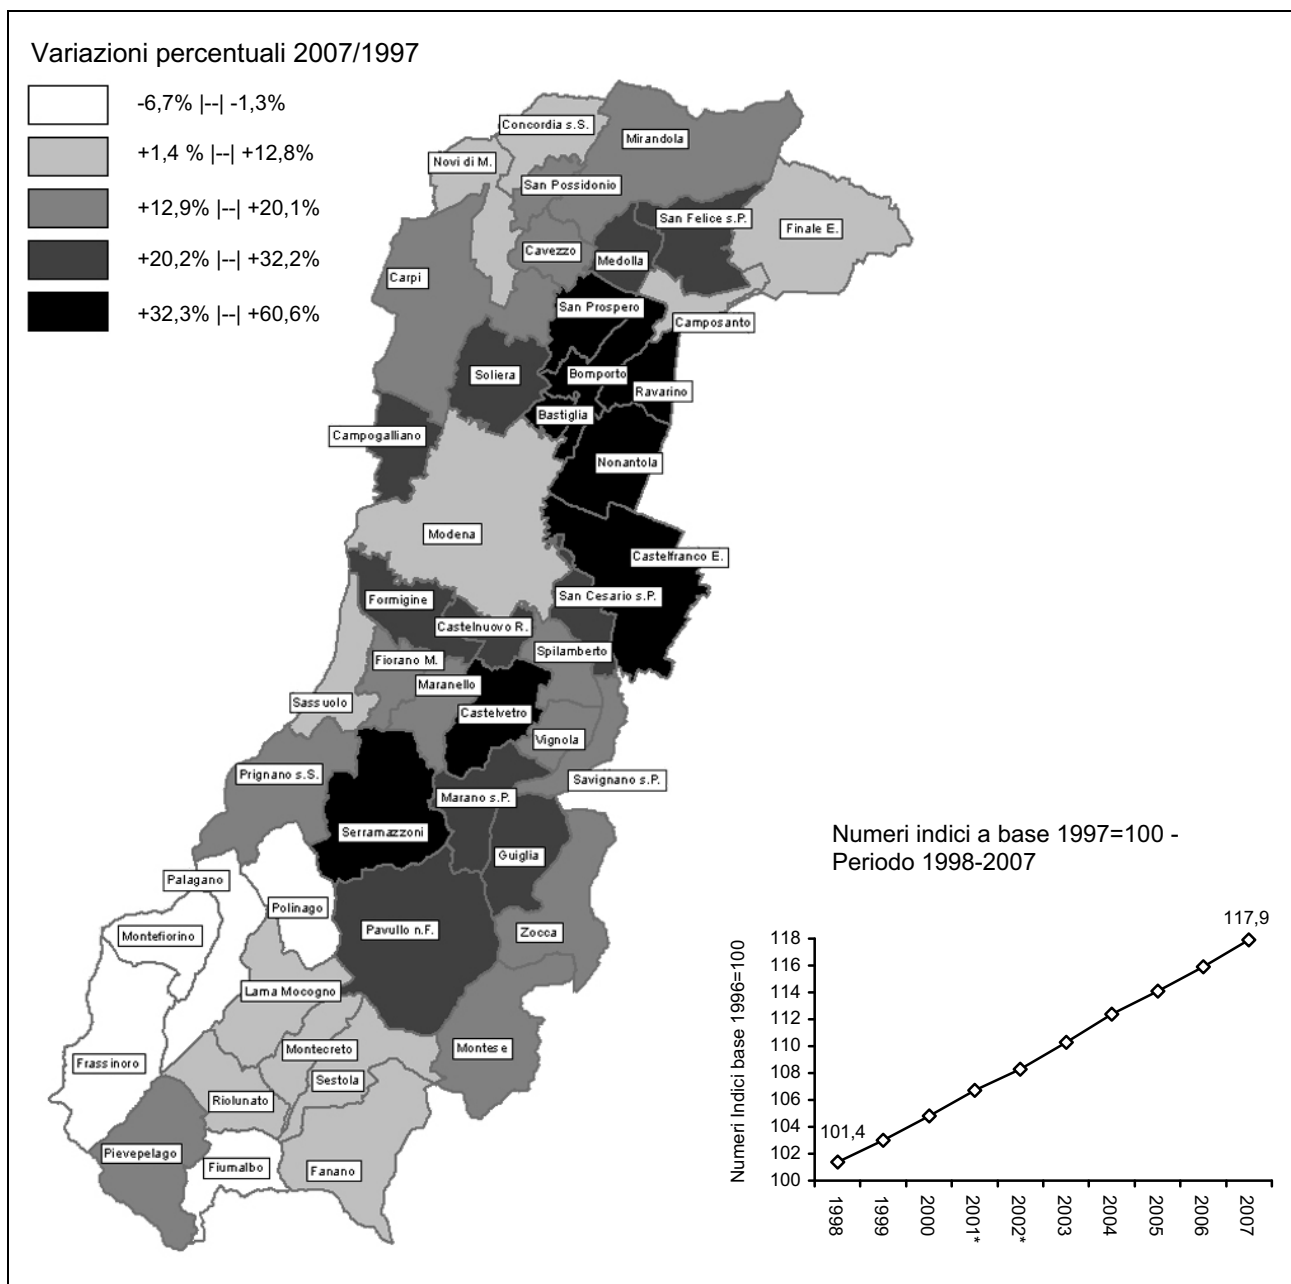 Variazioni percentuali 2007/1997
-6,7% |--| -1,3%
+1,4 % |--| +12,8%
+12,9% |--| +20,1%
+20,2% |--| +32,2%
+32,3% |--| +60,6%
Concordia s.S.
Mirandola
Novi di M.
San Possidonio
San Felice s.P.
Finale E.
Cavezzo
Medolla
Carpi
San Prospero
Camposanto
Soliera
Bomporto
Ravarino
Bastiglia
Campogalliano
Nonantola
Modena
Castelfranco E.
Formigine
San Cesario s.P.
Castelnuovo R.
Spilamberto
Fiorano M.
Maranello
Sassuolo
Castelvetro
Vignola
Prignano s.S.
Savignano s.P.
Marano s.P.
Serramazzoni
Guiglia
Palagano
Polinago
Montefiorino
Pavullo n.F.
Zocca
Lama Mocogno
Montecreto
Montese
Frassinoro
Sestola
Riolunato
Pievepelago
Fiumalbo
Fanano
Numeri indici a base 1997=100 -
Periodo 1998-2007
Numeri Indici base 1996=100
118
116
114
112
110
108
106
104
102
100
101,4
117,9
1998
1999
2000
2001*
2002*
2003
2004
2005
2006
2007